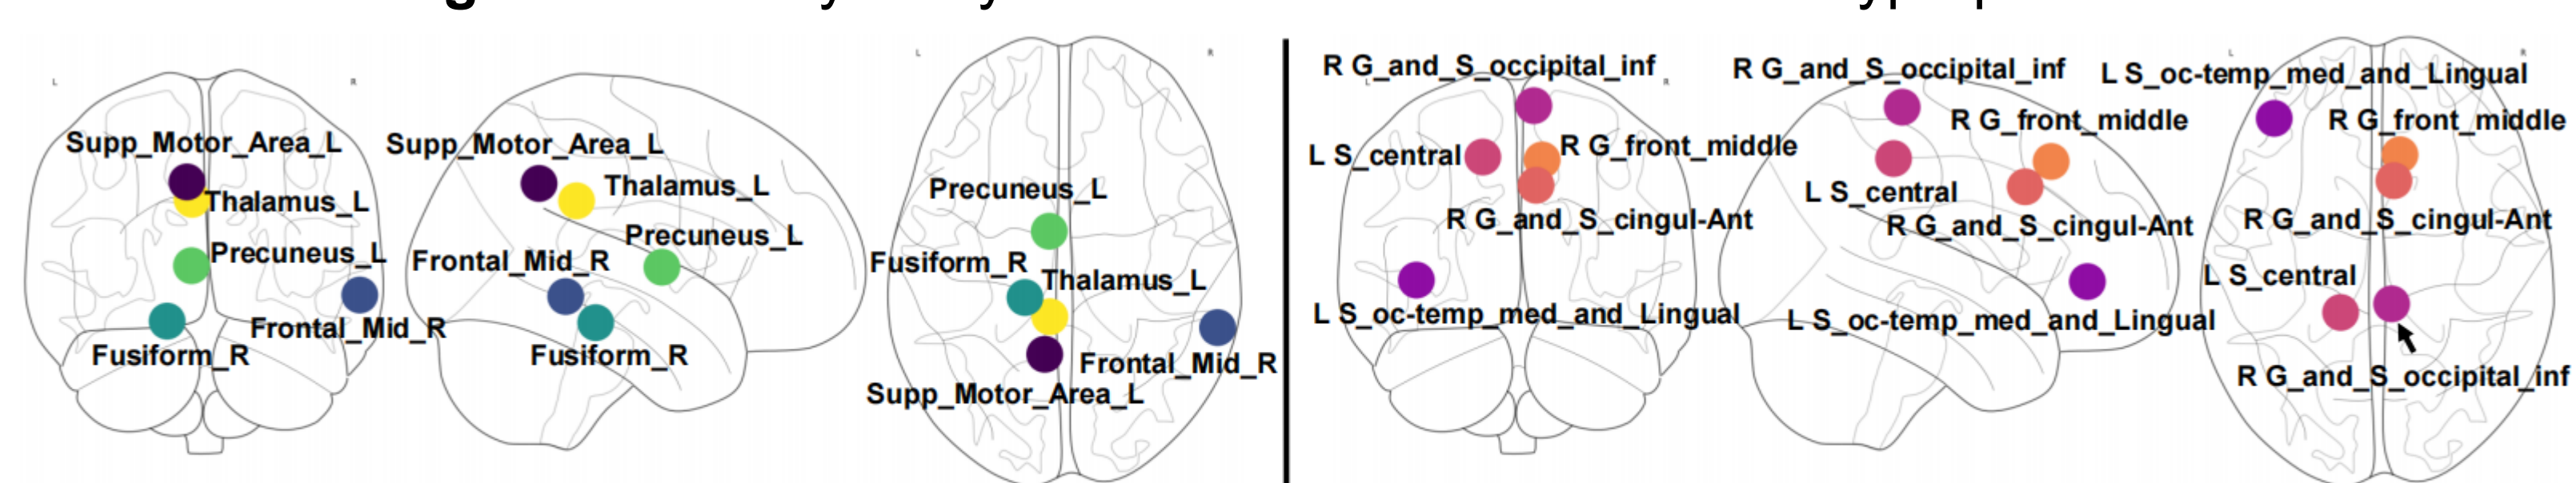 L R
Supp_Motor_Area_L
Thalamus_L
Precuneus_L
Frontal_Mid_R
Fusiform_R
Supp_Motor_Area_L
Thalamus_L
Precuneus_L
Frontal_Mid_R
Fusiform_R
L R
Precuneus_L
Fusiform_R
Thalamus_L
Frontal_Mid_R
Supp_Motor_Area_L
R G_and_S_occipital_inf
L R
L S_central
R G_front_middle
R G_and_S_cingul-Ant
L S_oc-temp_med_and_Lingual
R G_and_S_occipital_inf
R G_front_middle
L S_central
R G_and_S_cingul-Ant
L S_oc-temp_med_and_Lingual
L R
L S_oc-temp_med_and_Lingual
R G_front_middle
R G_and_S_cingul-Ant
L S_central
R G_and_S_occipital_inf